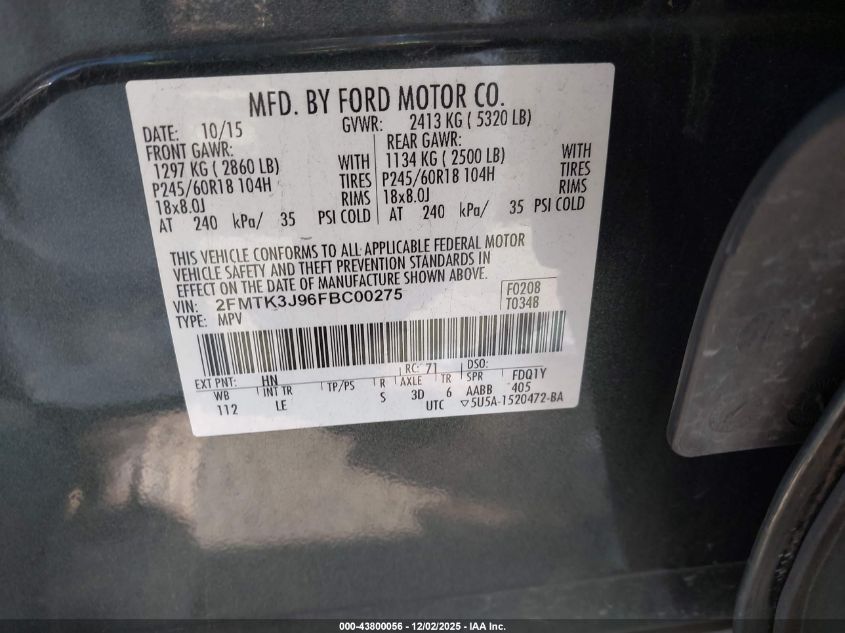 MFD. BY FORD MOTOR CO.
DATE: 10/15 GVWR: 2413 KG ( 5320 LB)
FRONT GAWR: REAR GAWR:
1297 KG ( 2860 LB) WITH 1134 KG ( 2500 LB) WITH
P245/60R18 104H TIRES P245/60R18 104H TIRES
18x8.0J RIMS 18x8.0J RIMS
AT 240 kPa/ 35 PSI COLD AT 240 kPa/ 35 PSI COLD
THIS VEHICLE CONFORMS TO ALL APPLICABLE FEDERAL MOTOR
VEHICLE SAFETY AND THEFT PREVENTION STANDARDS IN
EFFECT ON THE DATE OF MANUFACTURE SHOWN ABOVE.
VIN: 2FMTK3J96FBC00275 F0208
TYPE: MPV T0348
EXT PNT: HN RC: 71 DSO: FDQ1Y
WB INT TR TP/PS R AXLE TR SPR
112 LE S 3D 6 AABB 405
UTC ▽5U5A-1520472-BA
000-43800056 - 12/02/2025 - IAA Inc.